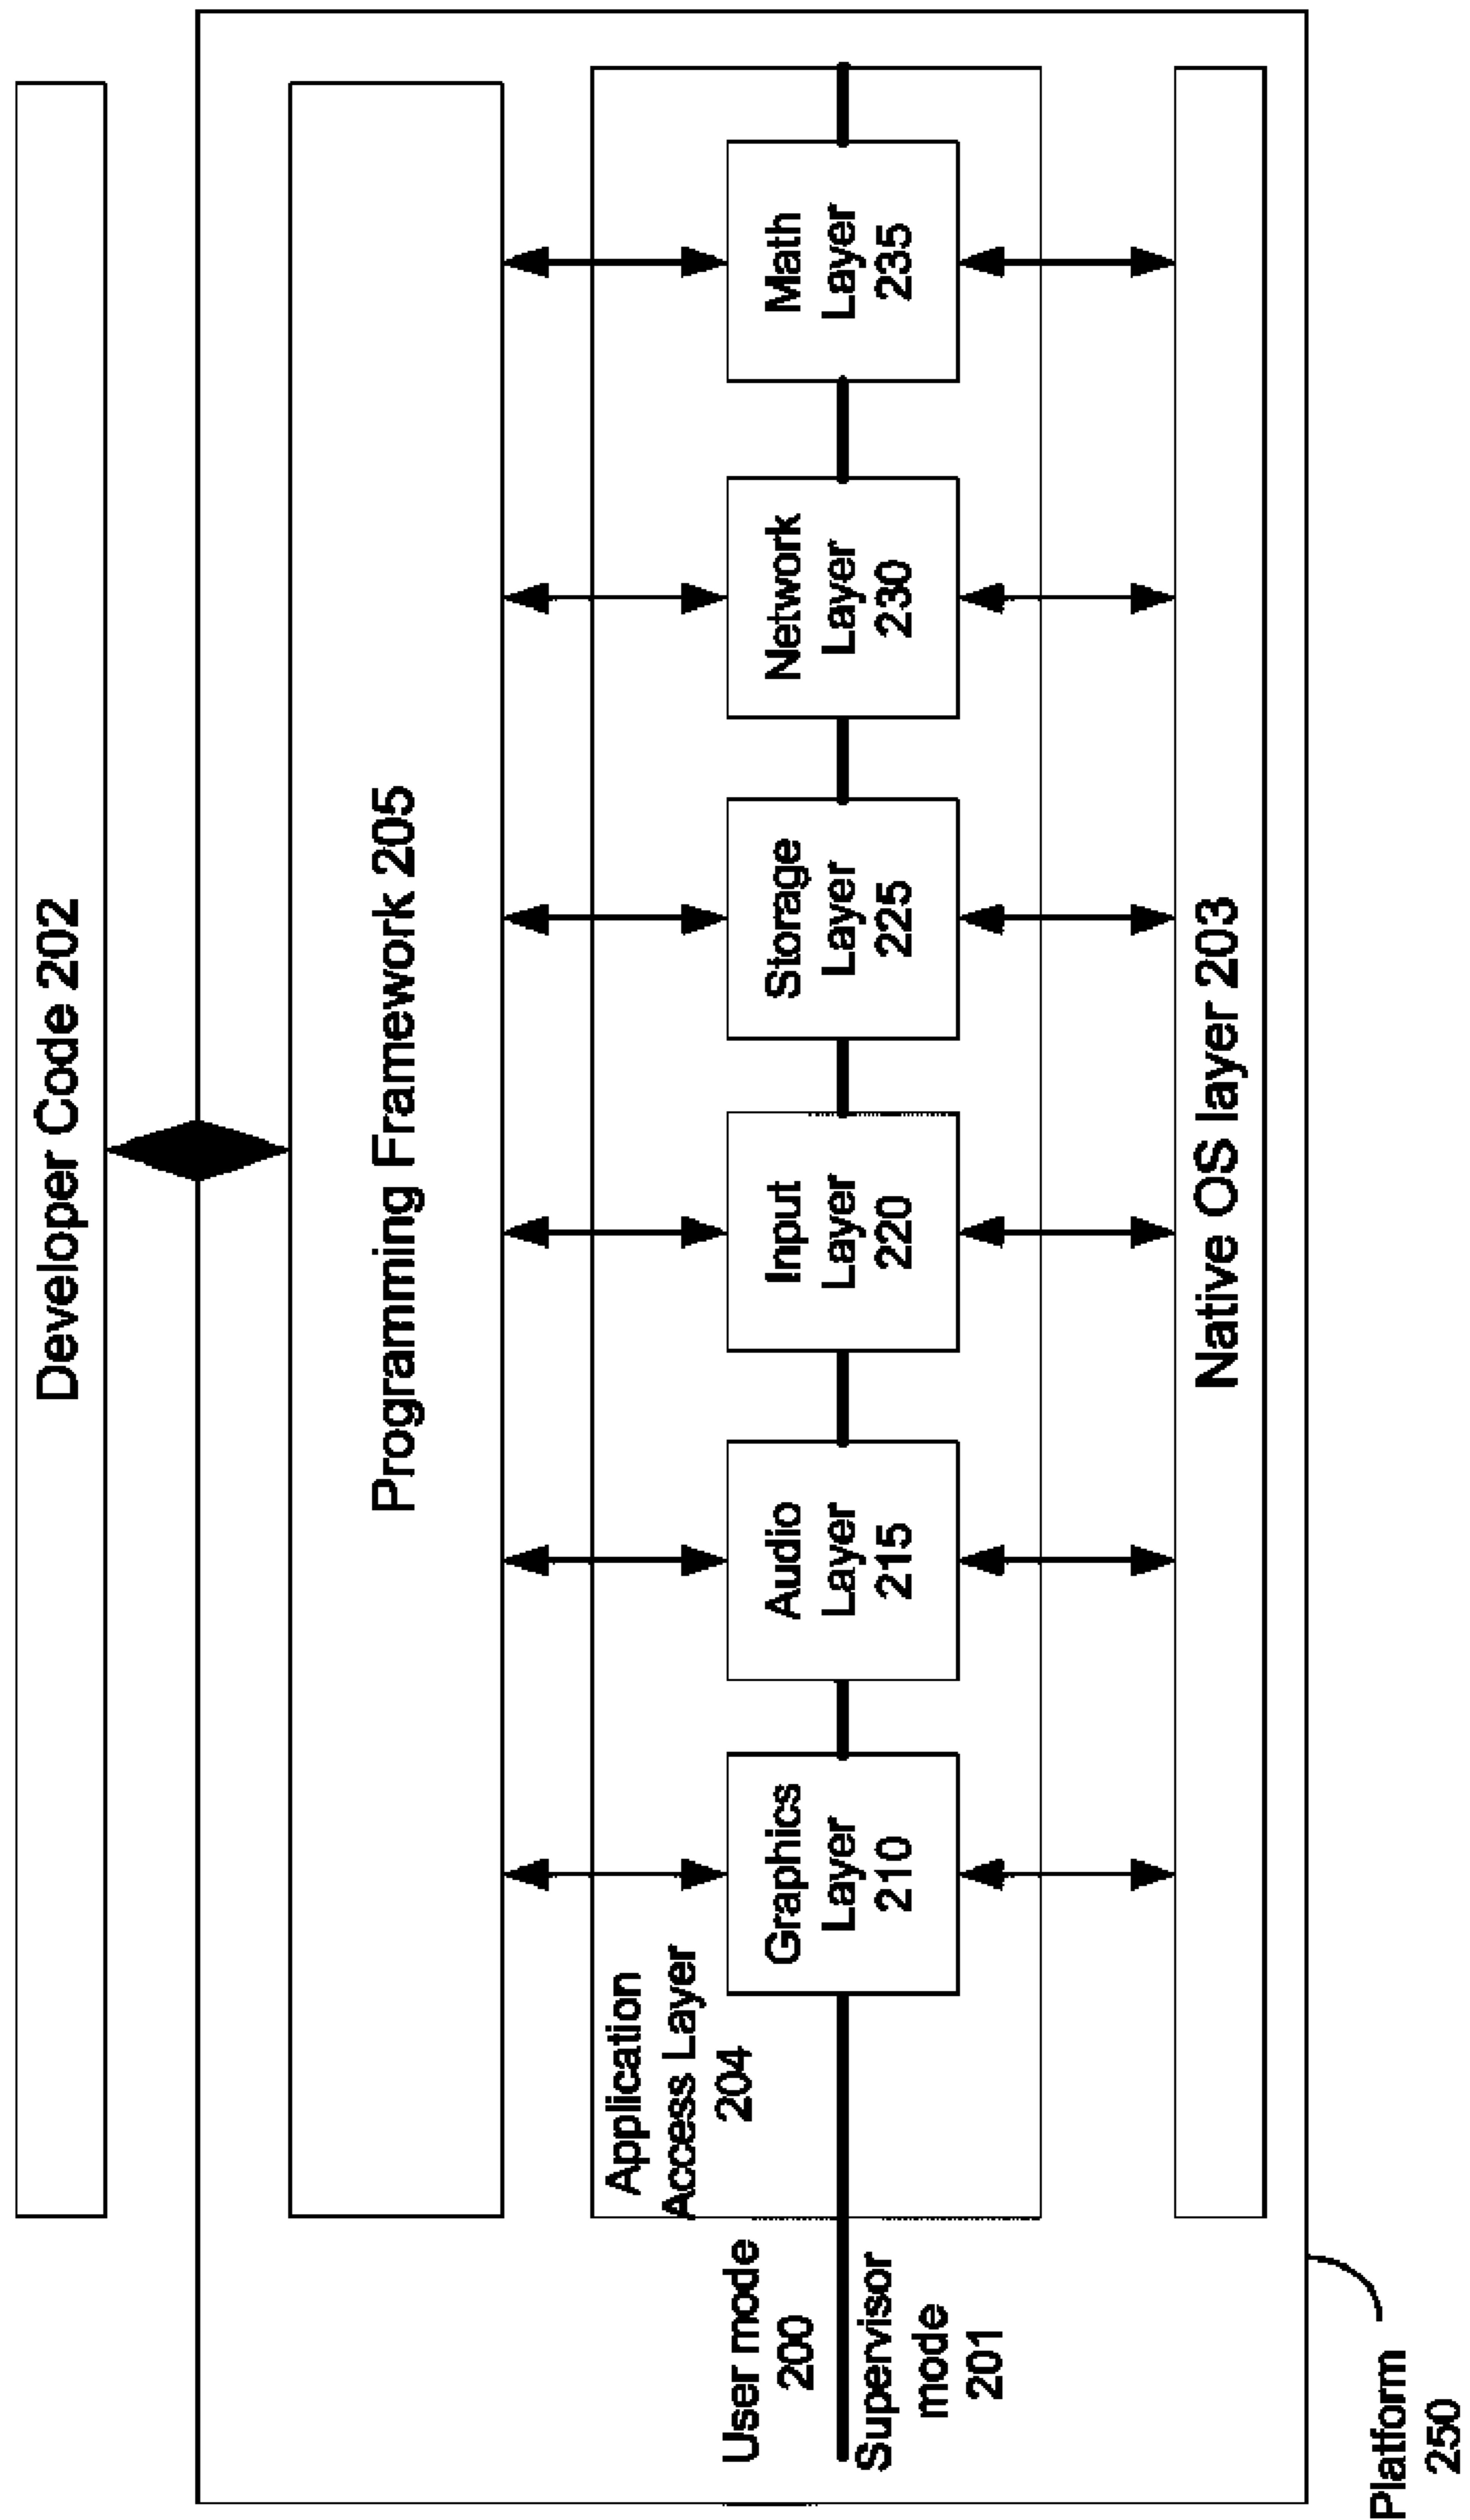 Developer Code 202
Programming Framework 205
Application
Access Layer
204
Graphics
Layer
210
Audio
Layer
215
Input
Layer
220
Storage
Layer
225
Network
Layer
230
Math
Layer
235
User mode
200
Supervisor
mode
201
Native OS layer 203
Platform
250